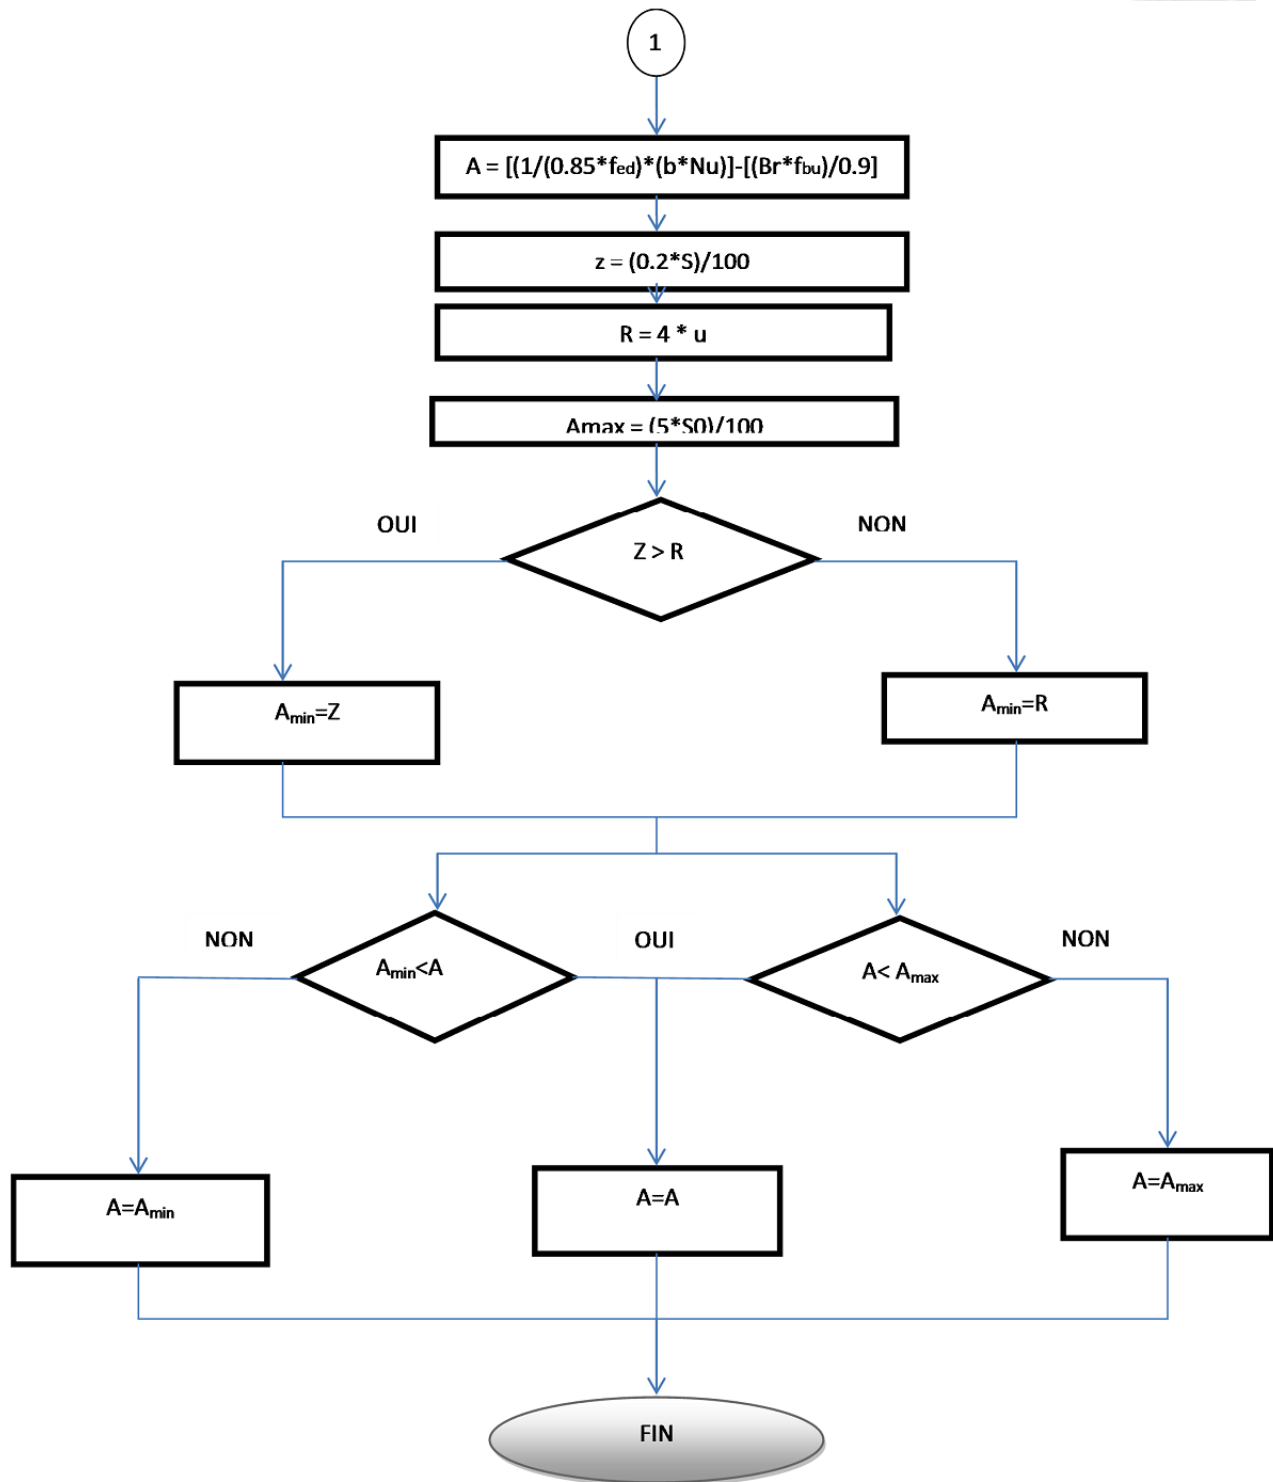 1
A = [(1/(0.85*fed)*(b*Nu)]-[(Br*fbu)/0.9]
z = (0.2*S)/100
R = 4 * u
Amax = (5*S0)/100
OUI
NON
Z > R
Amin=Z
Amin=R
NON
OUI
NON
Amin<A
A< Amax
A=Amin
A=A
A=Amax
FIN